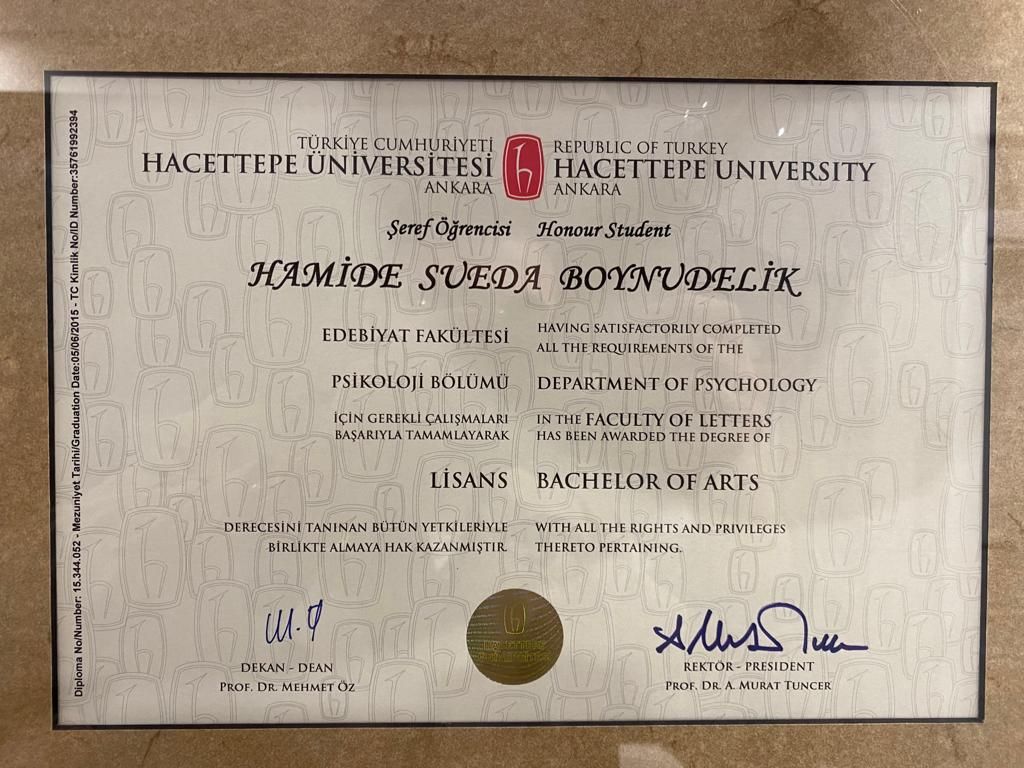 Diploma No/Number: 15.344.052 - Mezuniyet Tarihi/Graduation Date:05/06/2015 - TC Kimlik No/ID Number:35761992394
TÜRKİYE CUMHURİYETİ
HACETTEPE ÜNİVERSİTESİ
ANKARA
REPUBLIC OF TURKEY
HACETTEPE UNIVERSITY
ANKARA
Şeref Öğrencisi Honour Student
HAMİDE SUEDA BOYNUDELİK
EDEBİYAT FAKÜLTESİ
PSİKOLOJİ BÖLÜMÜ
İÇİN GEREKLİ ÇALIŞMALARI
BAŞARIYLA TAMAMLAYARAK
LİSANS
DERECESİNİ TANINAN BÜTÜN YETKİLERİYLE
BİRLİKTE ALMAYA HAK KAZANMIŞTIR.
HAVING SATISFACTORILY COMPLETED
ALL THE REQUIREMENTS OF THE
DEPARTMENT OF PSYCHOLOGY
IN THE FACULTY OF LETTERS
HAS BEEN AWARDED THE DEGREE OF
BACHELOR OF ARTS
WITH ALL THE RIGHTS AND PRIVILEGES
THERETO PERTAINING.
DEKAN - DEAN
PROF. DR. MEHMET ÖZ
REKTÖR - PRESIDENT
PROF. DR. A. MURAT TUNCER